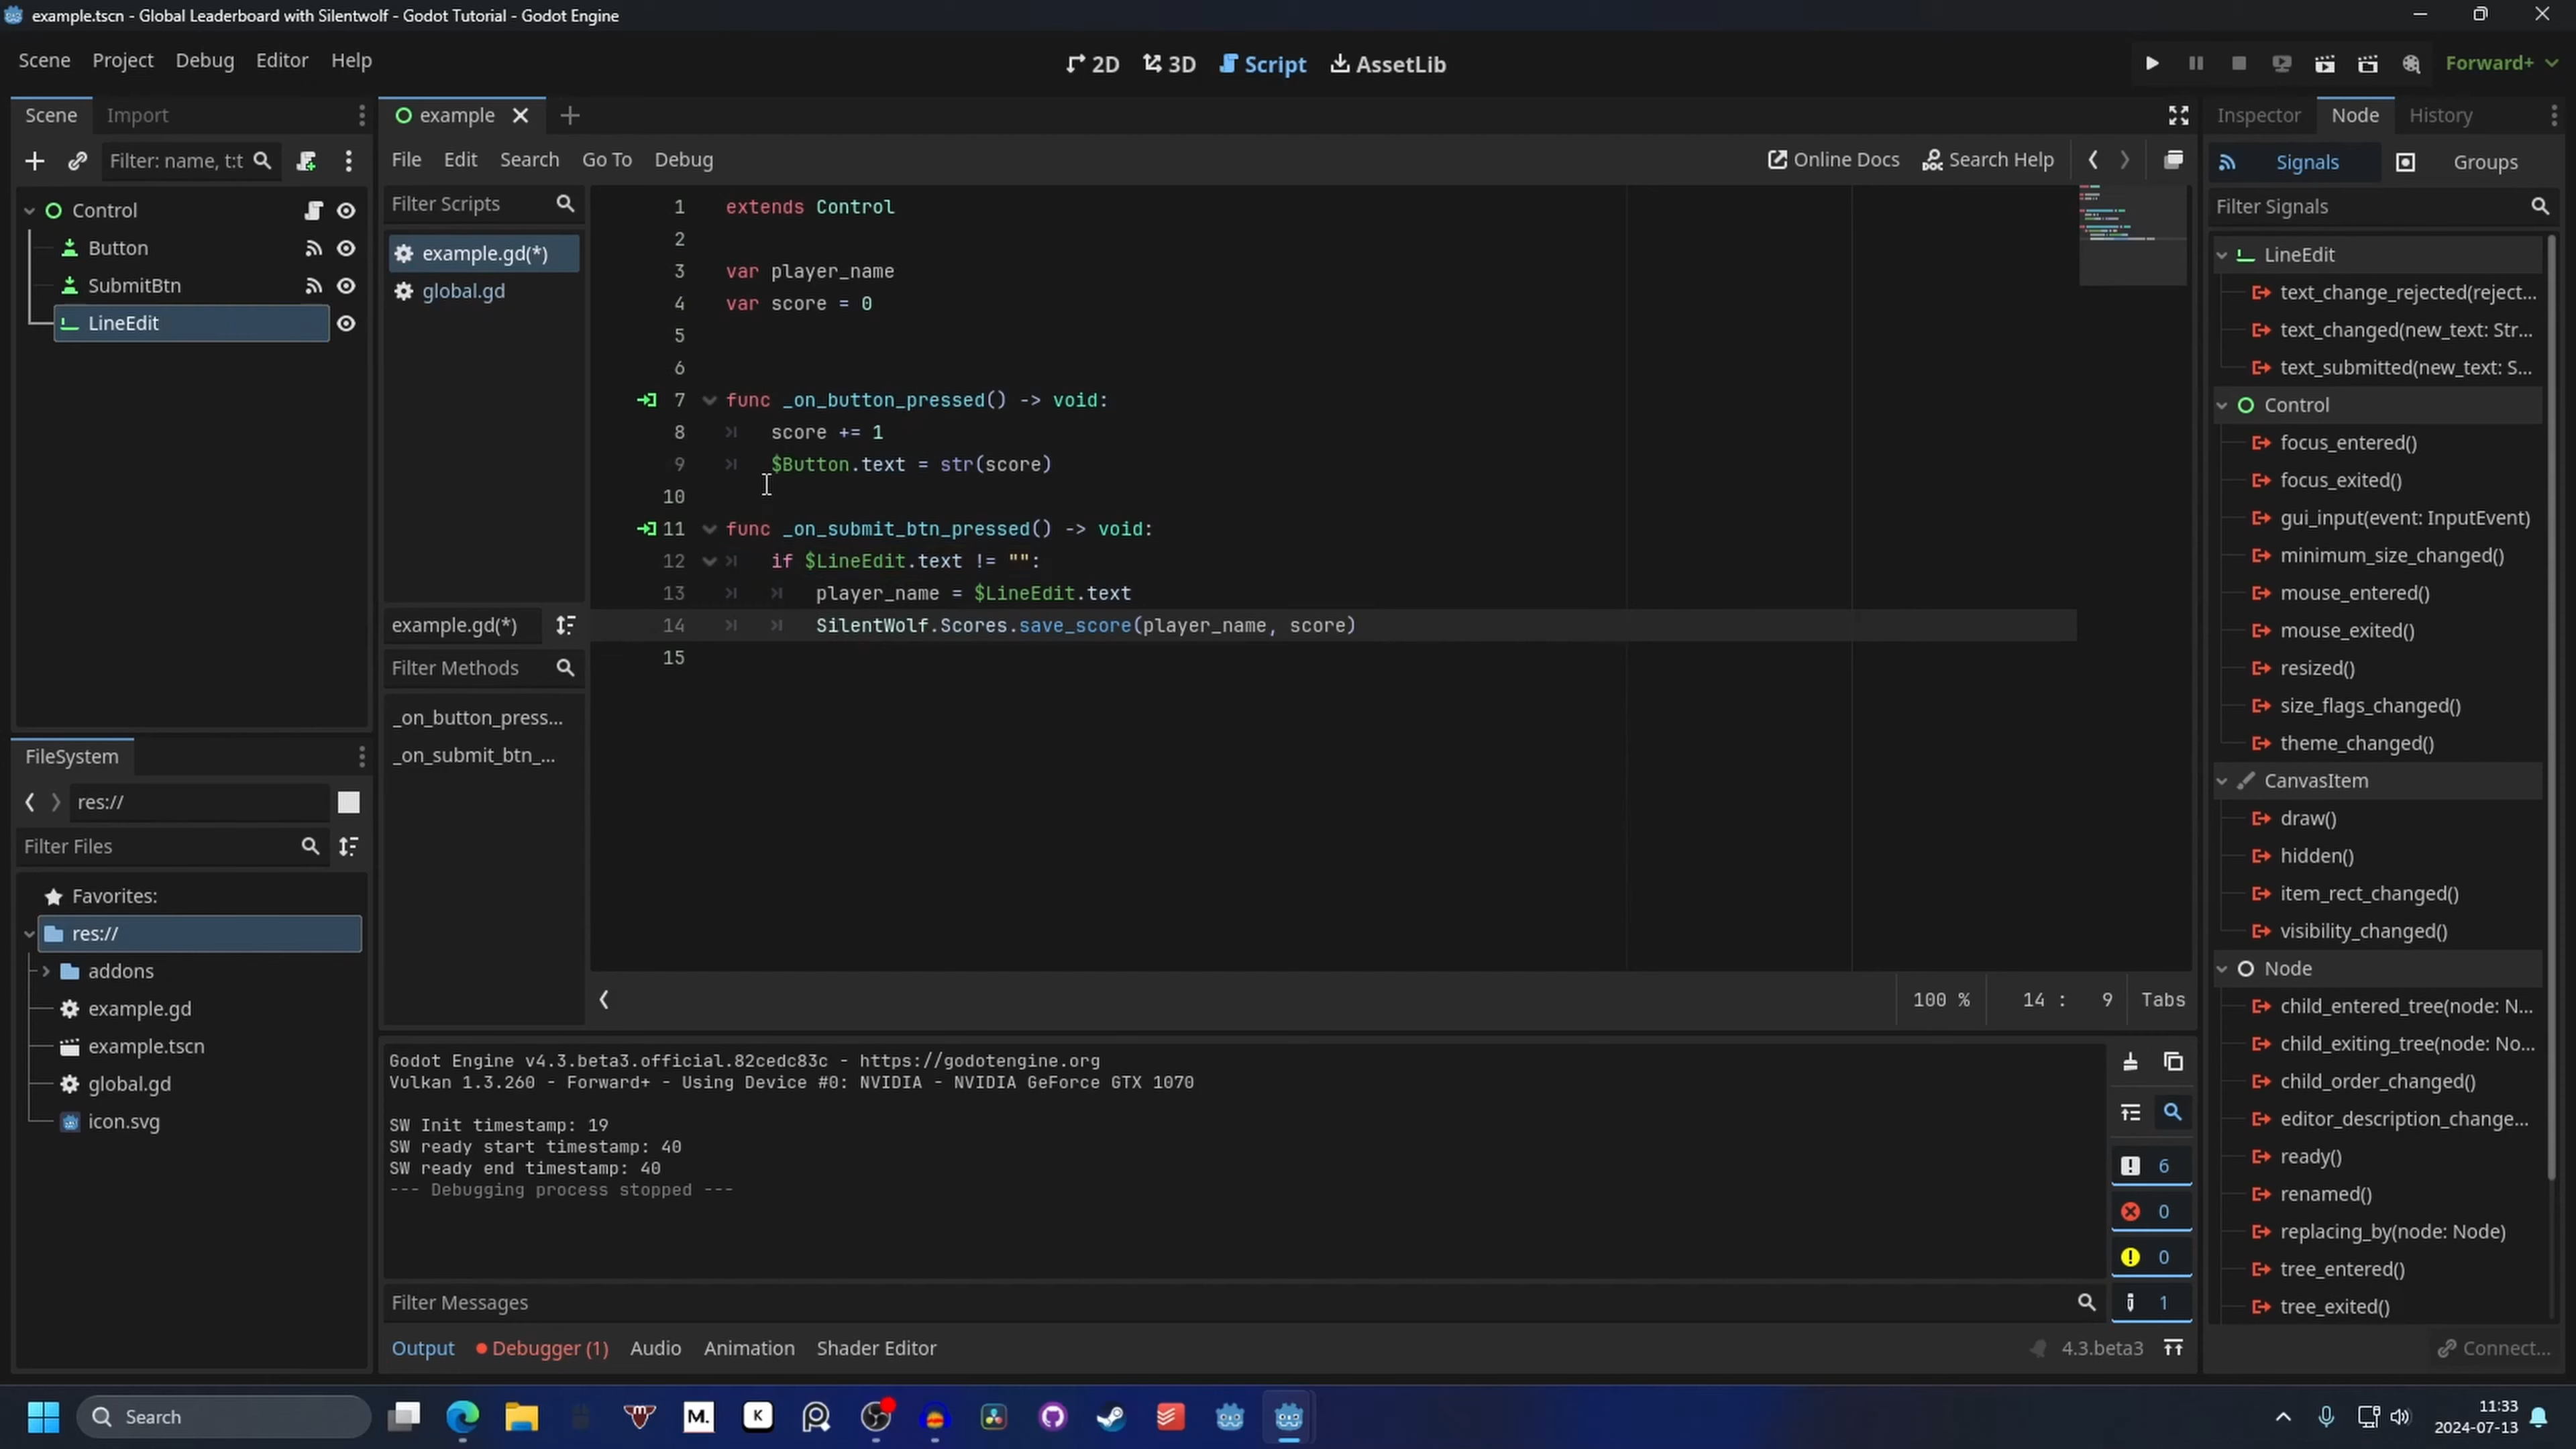 example.tscn - Global Leaderboard with Silentwolf - Godot Tutorial - Godot Engine
Scene Project Debug Editor Help
2D 3D Script AssetLib
Forward+
Scene Import
Filter: name, t:t
Control
Button
SubmitBtn
LineEdit
FileSystem
res://
Filter Files
Favorites:
res://
addons
example.gd
example.tscn
global.gd
icon.svg
example
File Edit Search Go To Debug
Online Docs Search Help
Filter Scripts
example.gd(*)
global.gd
example.gd(*)
Filter Methods
_on_button_press...
_on_submit_btn_...
1 extends Control
2
3 var player_name
4 var score = 0
5
6
7 func _on_button_pressed() -> void:
8 score += 1
9 $Button.text = str(score)
10
11 func _on_submit_btn_pressed() -> void:
12 if $LineEdit.text != "":
13 player_name = $LineEdit.text
14 SilentWolf.Scores.save_score(player_name, score)
15
100 % 14 : 9 Tabs
Godot Engine v4.3.beta3.official.82cedc83c - https://godotengine.org
Vulkan 1.3.260 - Forward+ - Using Device #0: NVIDIA - NVIDIA GeForce GTX 1070
SW Init timestamp: 19
SW ready start timestamp: 40
SW ready end timestamp: 40
--- Debugging process stopped ---
6
0
0
1
Filter Messages
Output Debugger (1) Audio Animation Shader Editor
4.3.beta3
Inspector Node History
Signals Groups
Filter Signals
LineEdit
text_change_rejected(reject...
text_changed(new_text: Str...
text_submitted(new_text: S...
Control
focus_entered()
focus_exited()
gui_input(event: InputEvent)
minimum_size_changed()
mouse_entered()
mouse_exited()
resized()
size_flags_changed()
theme_changed()
CanvasItem
draw()
hidden()
item_rect_changed()
visibility_changed()
Node
child_entered_tree(node: N...
child_exiting_tree(node: No...
child_order_changed()
editor_description_change...
ready()
renamed()
replacing_by(node: Node)
tree_entered()
tree_exited()
Connect...
Search
M.
K
11:33
2024-07-13